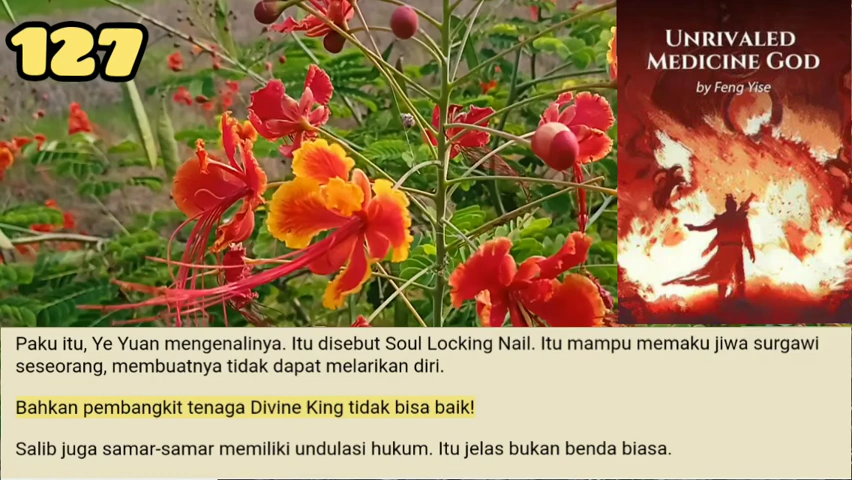 127
UNRIVALED
MEDICINE GOD
by Feng Yise
Paku itu, Ye Yuan mengenalinya. Itu disebut Soul Locking Nail. Itu mampu memaku jiwa surgawi
seseorang, membuatnya tidak dapat melarikan diri.
Bahkan pembangkit tenaga Divine King tidak bisa baik!
Salib juga samar-samar memiliki undulasi hukum. Itu jelas bukan benda biasa.